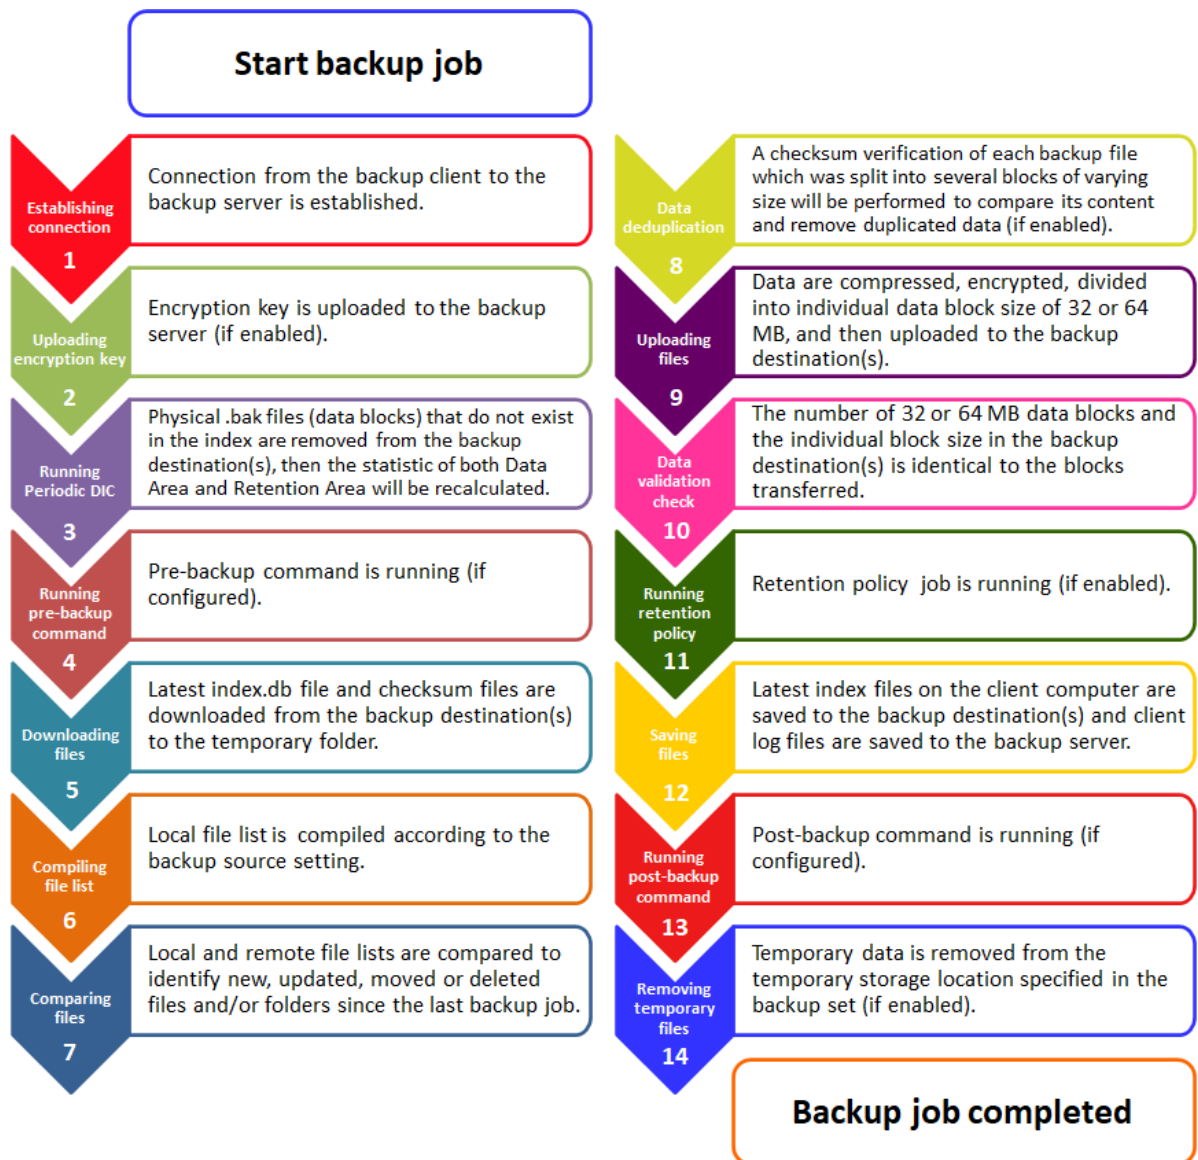 Start backup job
Establishing
connection
1
Connection from the backup client to the
backup server is established.
Uploading
encryption key
2
Encryption key is uploaded to the backup
server (if enabled).
Running
Periodic DIC
3
Physical .bak files (data blocks) that do not exist
in the index are removed from the backup
destination(s), then the statistic of both Data
Area and Retention Area will be recalculated.
Running
pre-backup
command
4
Pre-backup command is running (if
configured).
Downloading
files
5
Latest index.db file and checksum files are
downloaded from the backup destination(s)
to the temporary folder.
Compiling
file list
6
Local file list is compiled according to the
backup source setting.
Comparing
files
7
Local and remote file lists are compared to
identify new, updated, moved or deleted
files and/or folders since the last backup job.
Data
deduplication
8
A checksum verification of each backup file
which was split into several blocks of varying
size will be performed to compare its content
and remove duplicated data (if enabled).
Uploading
files
9
Data are compressed, encrypted, divided
into individual data block size of 32 or 64
MB, and then uploaded to the backup
destination(s).
Data
validation
check
10
The number of 32 or 64 MB data blocks and
the individual block size in the backup
destination(s) is identical to the blocks
transferred.
Running
retention
policy
11
Retention policy job is running (if enabled).
Saving
files
12
Latest index files on the client computer are
saved to the backup destination(s) and client
log files are saved to the backup server.
Running
post-backup
command
13
Post-backup command is running (if
configured).
Removing
temporary
files
14
Temporary data is removed from the
temporary storage location specified in the
backup set (if enabled).
Backup job completed